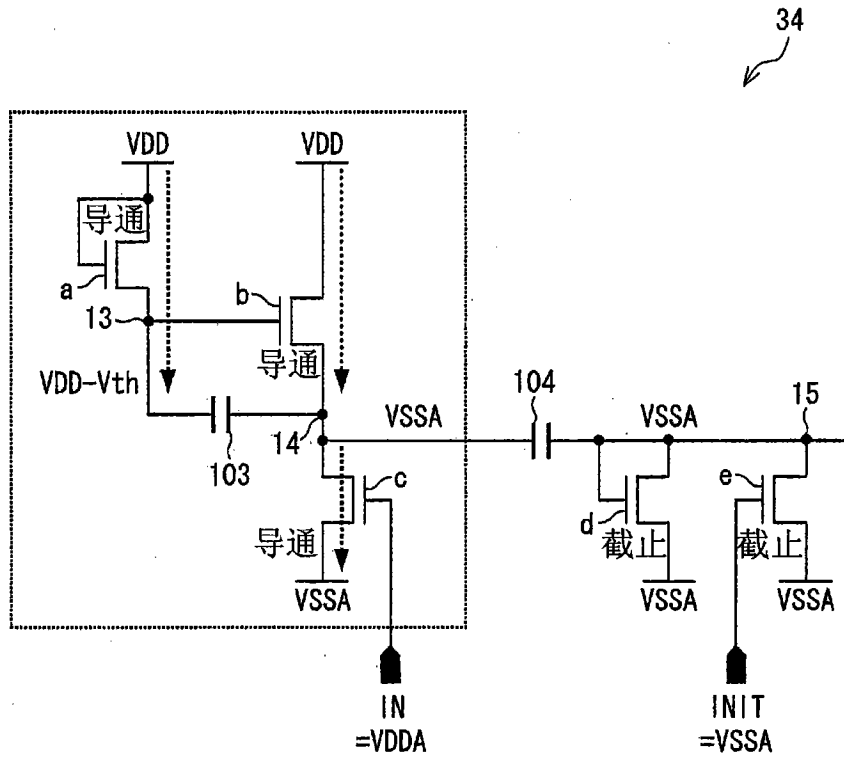 34
VDD
VDD
导通
a
b
13
导通
VDD-Vth
104
15
14
VSSA
VSSA
103
c
e
d
导通
截止
截止
VSSA
VSSA
VSSA
IN
=VDDA
INIT
=VSSA